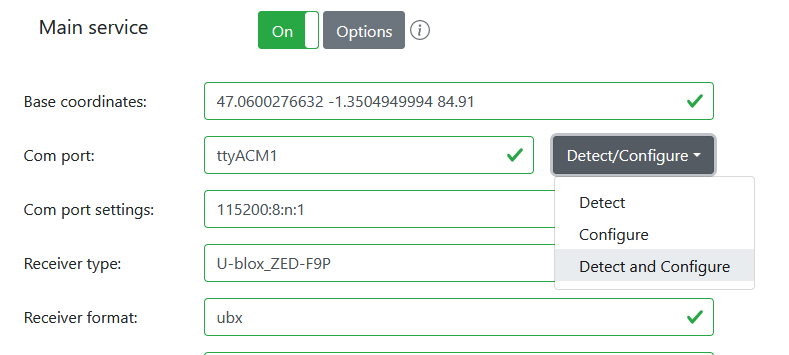 Main service On Options
Base coordinates: 47.0600276632 -1.3504949994 84.91
Com port: ttyACM1 Detect/Configure
Com port settings: 115200:8:n:1
Detect
Configure
Detect and Configure
Receiver type: U-blox_ZED-F9P
Receiver format: ubx